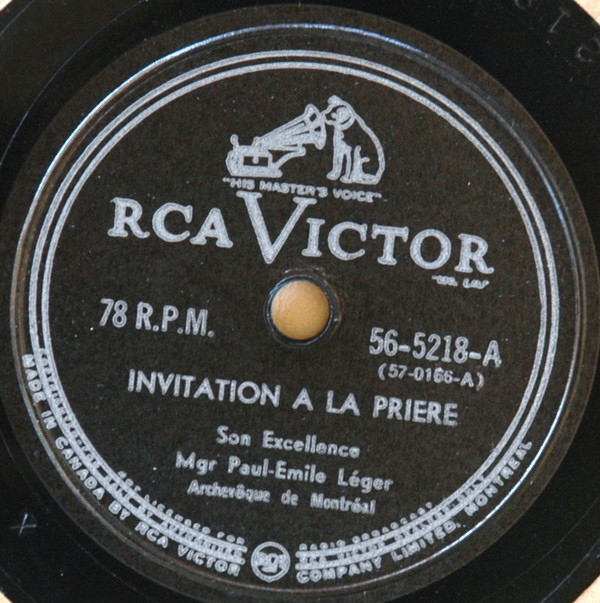 "HIS MASTER'S VOICE"
RCA VICTOR
78 R.P.M.
56-5218-A
(57-0166-A)
INVITATION A LA PRIERE
Son Excellence
Mgr Paul-Emile Léger
Archevêque de Montréal
MADE IN CANADA BY RCA VICTOR COMPANY LIMITED, MONTREAL